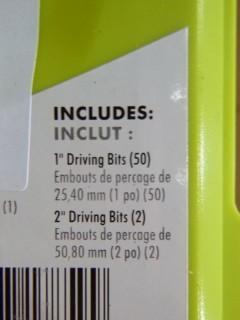 INCLUDES:
INCLUT :
1" Driving Bits (50)
Embouts de perçage de
25,40 mm (1 po) (50)
(1)
2" Driving Bits (2)
Embouts de perçage de
50,80 mm (2 po) (2)